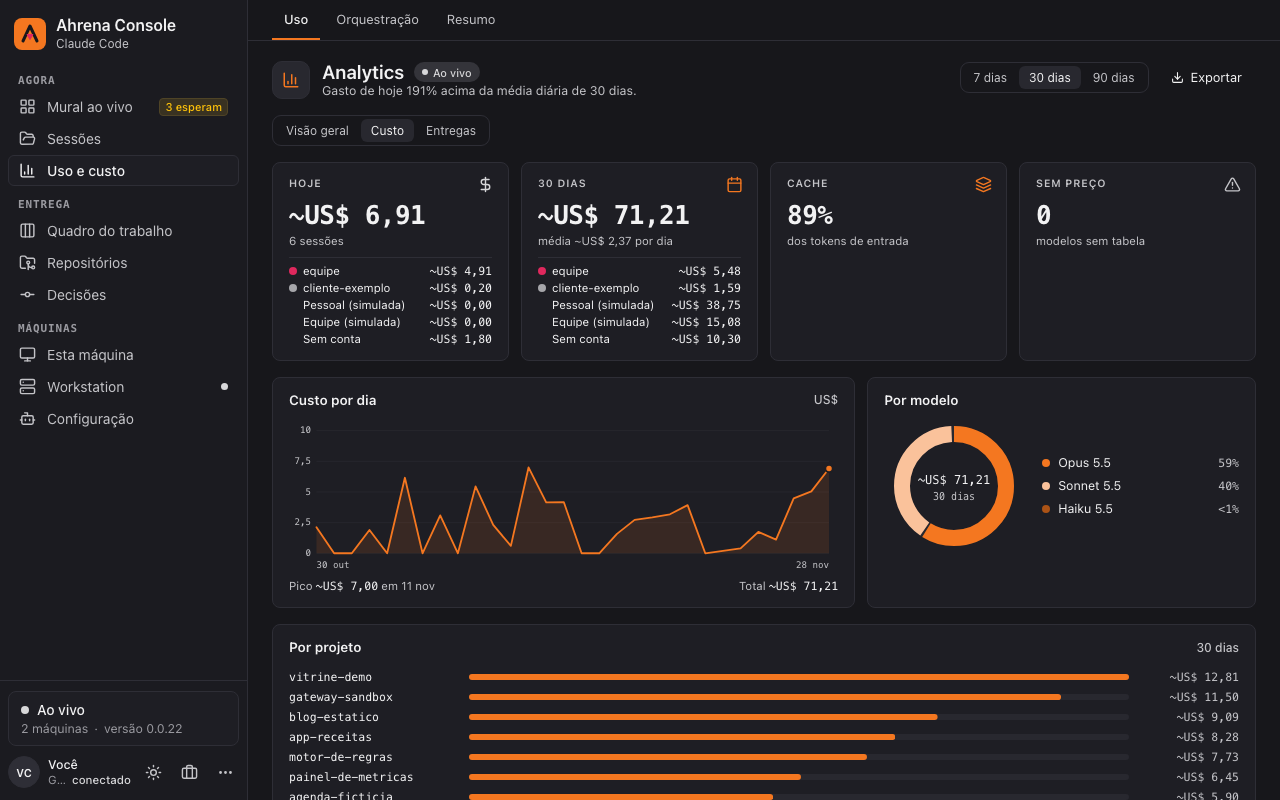 Ahrena Console
Claude Code
AGORA
Mural ao vivo 3 esperam
Sessões
Uso e custo
ENTREGA
Quadro do trabalho
Repositórios
Decisões
MÁQUINAS
Esta máquina
Workstation
Configuração
Ao vivo
2 máquinas · versão 0.0.22
VC Você
G... conectado
Uso Orquestração Resumo
Analytics Ao vivo
Gasto de hoje 191% acima da média diária de 30 dias.
7 dias 30 dias 90 dias Exportar
Visão geral Custo Entregas
HOJE
~US$ 6,91
6 sessões
equipe ~US$ 4,91
cliente-exemplo ~US$ 0,20
Pessoal (simulada) ~US$ 0,00
Equipe (simulada) ~US$ 0,00
Sem conta ~US$ 1,80
30 DIAS
~US$ 71,21
média ~US$ 2,37 por dia
equipe ~US$ 5,48
cliente-exemplo ~US$ 1,59
Pessoal (simulada) ~US$ 38,75
Equipe (simulada) ~US$ 15,08
Sem conta ~US$ 10,30
CACHE
89%
dos tokens de entrada
SEM PREÇO
0
modelos sem tabela
Custo por dia US$
10
7,5
5
2,5
0
30 out 28 nov
Pico ~US$ 7,00 em 11 nov Total ~US$ 71,21
Por modelo
~US$ 71,21
30 dias
Opus 5.5 59%
Sonnet 5.5 40%
Haiku 5.5 <1%
Por projeto 30 dias
vitrine-demo ~US$ 12,81
gateway-sandbox ~US$ 11,50
blog-estatico ~US$ 9,09
app-receitas ~US$ 8,28
motor-de-regras ~US$ 7,73
painel-de-metricas ~US$ 6,45
agenda-ficticia ~US$ 5,90